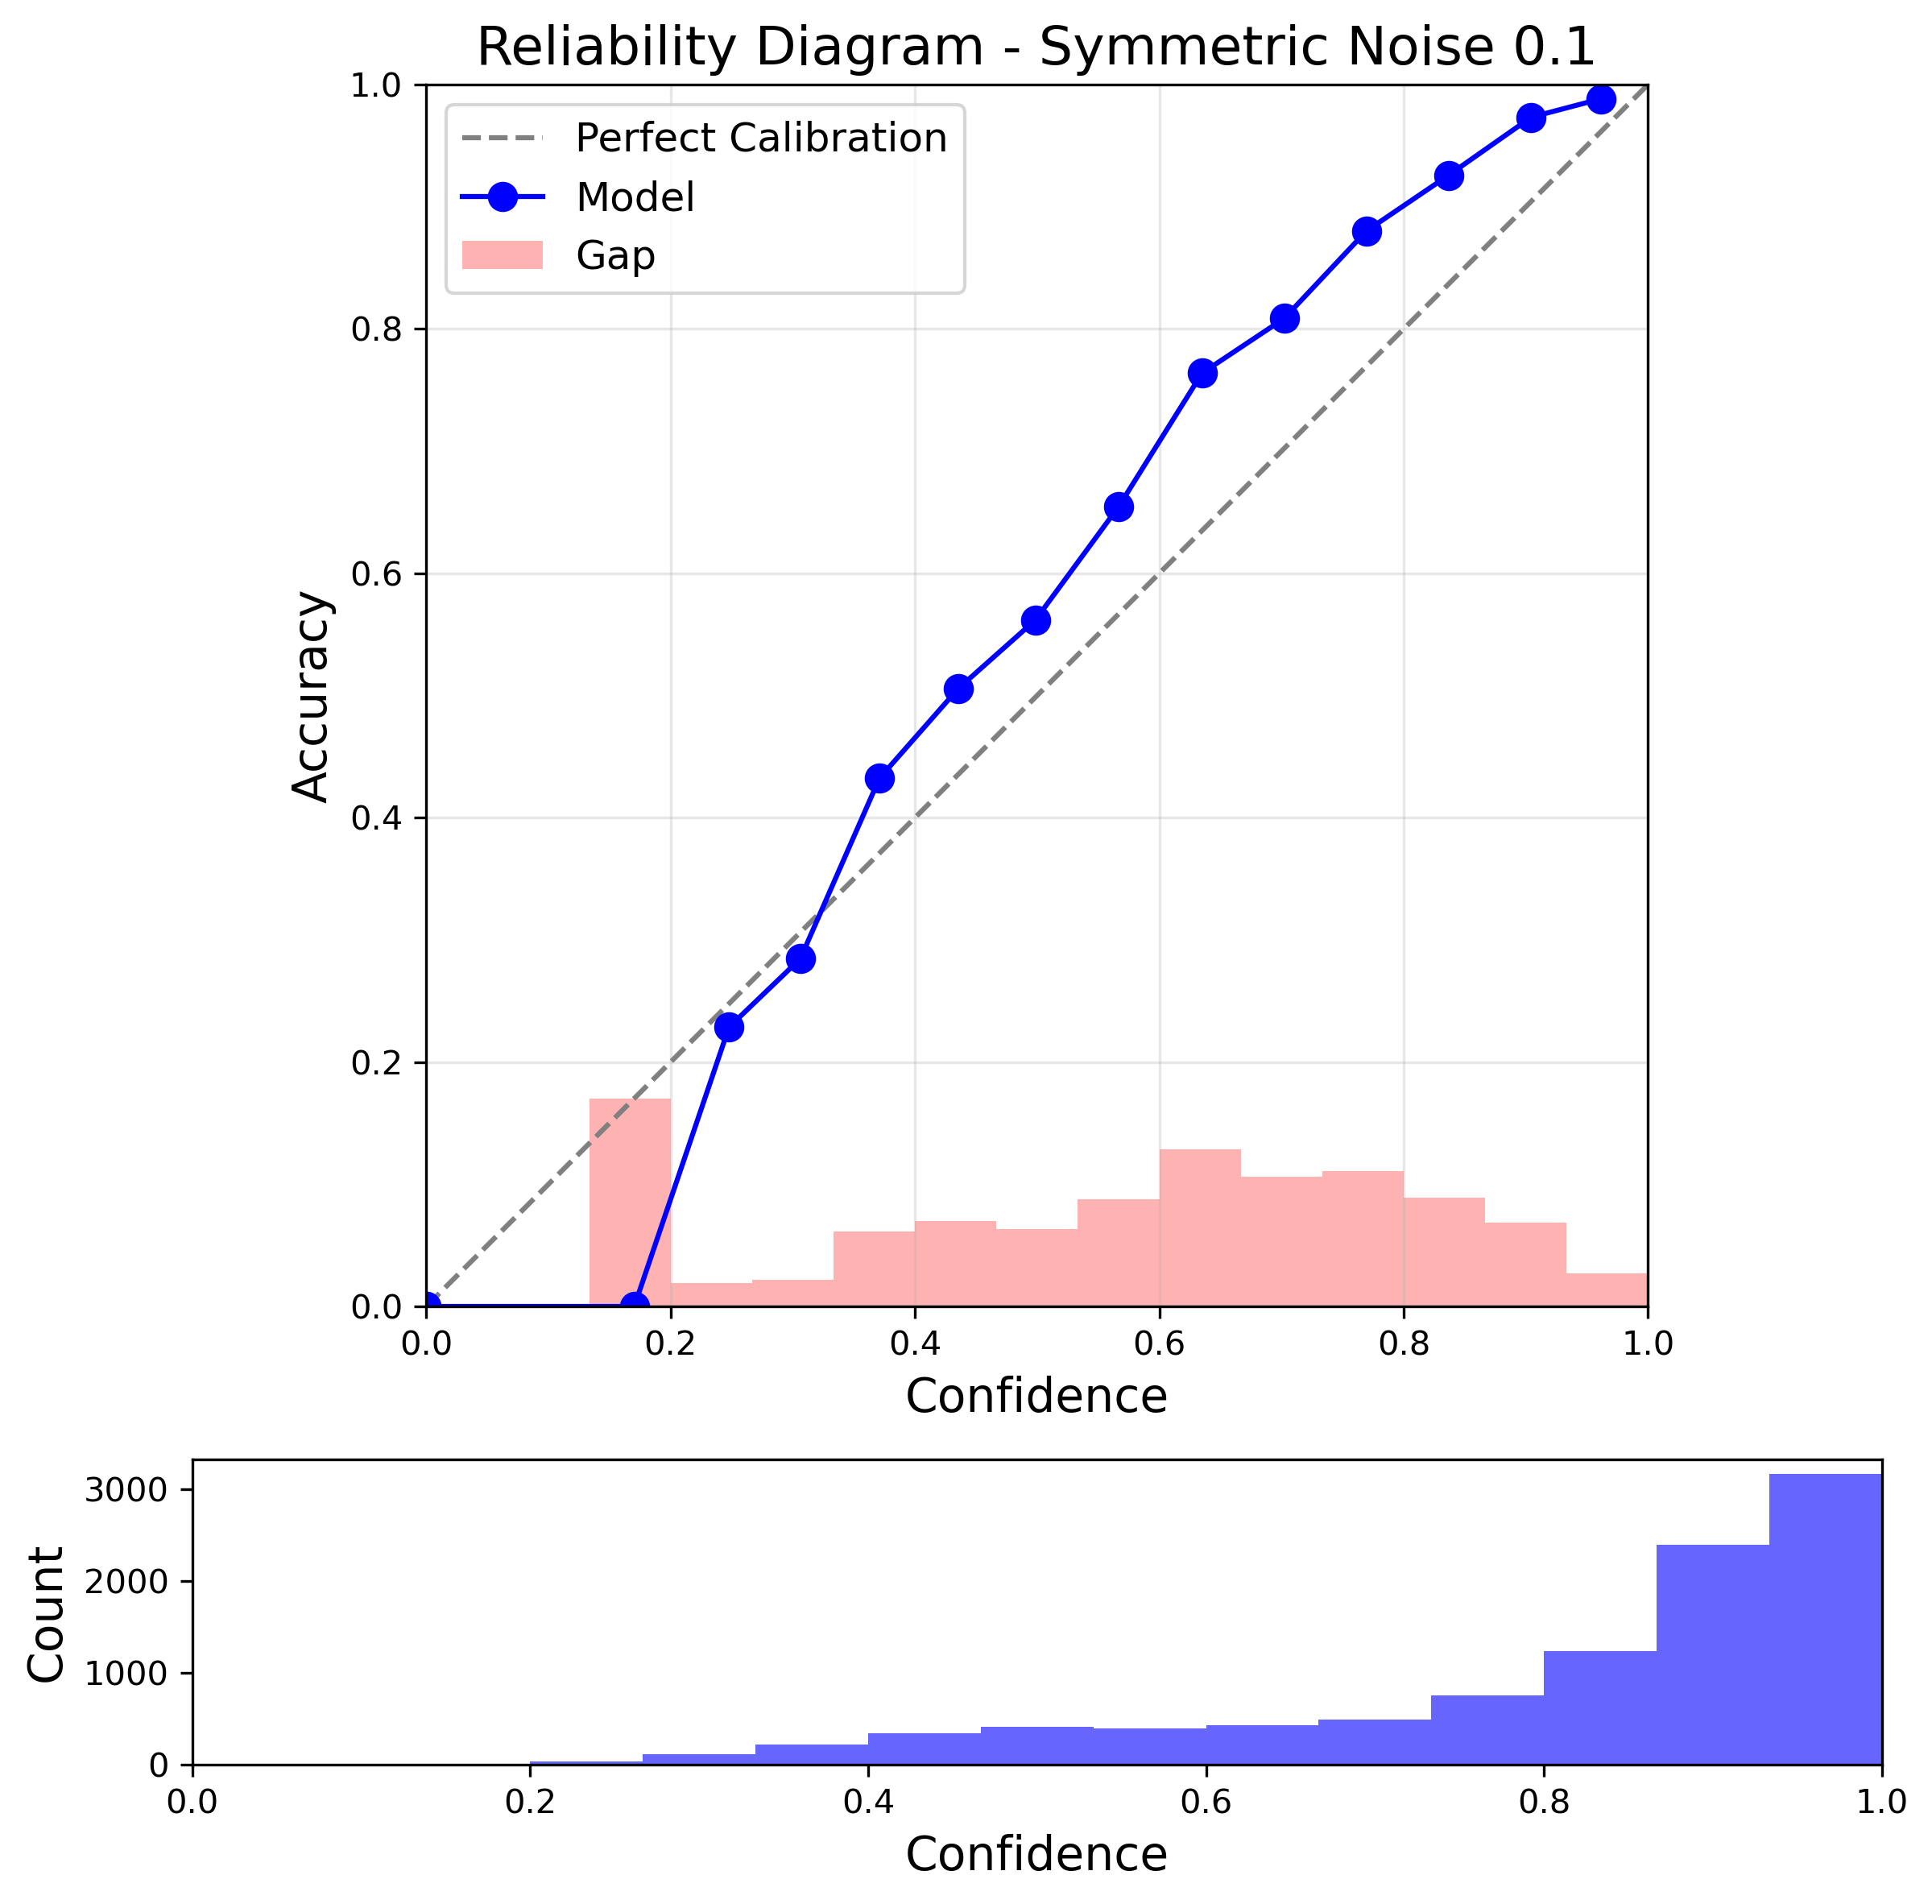 Reliability Diagram - Symmetric Noise 0.1
Perfect Calibration
Model
Gap
1.0
0.8
0.6
0.4
0.2
0.0
Accuracy
0.0 0.2 0.4 0.6 0.8 1.0
Confidence
3000
2000
1000
0
Count
0.0 0.2 0.4 0.6 0.8 1.0
Confidence